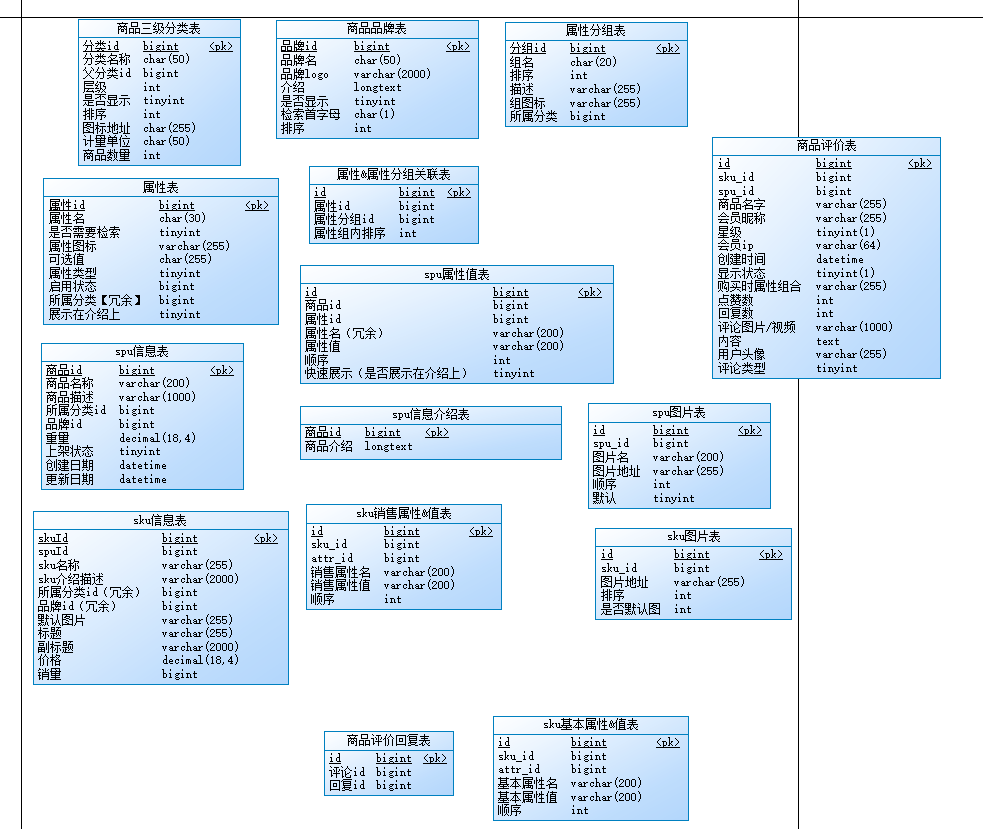 商品三级分类表
分类id bigint <pk>
分类名称 char(50)
父分类id bigint
层级 int
是否显示 tinyint
排序 int
图标地址 char(255)
计量单位 char(50)
商品数量 int
商品品牌表
品牌id bigint <pk>
品牌名 char(50)
品牌logo varchar(2000)
介绍 longtext
是否显示 tinyint
检索首字母 char(1)
排序 int
属性分组表
分组id bigint <pk>
组名 char(20)
排序 int
描述 varchar(255)
组图标 varchar(255)
所属分类 bigint
商品评价表
id bigint <pk>
sku_id bigint
spu_id bigint
商品名字 varchar(255)
会员昵称 varchar(255)
星级 tinyint(1)
会员ip varchar(64)
创建时间 datetime
显示状态 tinyint(1)
购买时属性组合 varchar(255)
点赞数 int
回复数 int
评论图片/视频 varchar(1000)
内容 text
用户头像 varchar(255)
评论类型 tinyint
属性表
属性id bigint <pk>
属性名 char(30)
是否需要检索 tinyint
属性图标 varchar(255)
可选值 char(255)
属性类型 tinyint
启用状态 bigint
所属分类【冗余】 bigint
展示在介绍上 tinyint
属性&属性分组关联表
id bigint <pk>
属性id bigint
属性分组id bigint
属性组内排序 int
spu属性值表
id bigint <pk>
商品id bigint
属性id bigint
属性名（冗余） varchar(200)
属性值 varchar(200)
顺序 int
快速展示（是否展示在介绍上） tinyint
spu信息表
商品id bigint <pk>
商品名称 varchar(200)
商品描述 varchar(1000)
所属分类id bigint
品牌id bigint
重量 decimal(18,4)
上架状态 tinyint
创建日期 datetime
更新日期 datetime
spu信息介绍表
商品id bigint <pk>
商品介绍 longtext
spu图片表
id bigint <pk>
spu_id bigint
图片名 varchar(200)
图片地址 varchar(255)
顺序 int
默认 tinyint
sku信息表
skuId bigint <pk>
spuId bigint
sku名称 varchar(255)
sku介绍描述 varchar(2000)
所属分类id（冗余） bigint
品牌id（冗余） bigint
默认图片 varchar(255)
标题 varchar(255)
副标题 varchar(2000)
价格 decimal(18,4)
销量 bigint
sku销售属性&值表
id bigint <pk>
sku_id bigint
attr_id bigint
销售属性名 varchar(200)
销售属性值 varchar(200)
顺序 int
sku图片表
id bigint <pk>
sku_id bigint
图片地址 varchar(255)
排序 int
是否默认图 int
商品评价回复表
id bigint <pk>
评论id bigint
回复id bigint
sku基本属性&值表
id bigint <pk>
sku_id bigint
attr_id bigint
基本属性名 varchar(200)
基本属性值 varchar(200)
顺序 int